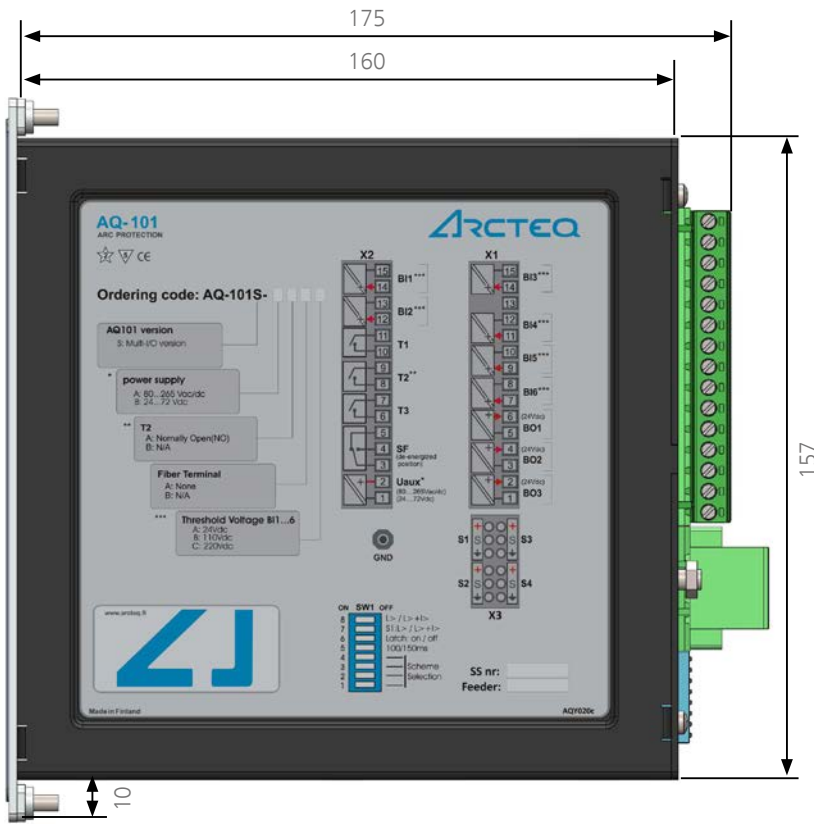 175
160
AQ-101
ARC PROTECTION
ARCTEQ
CE
Ordering code: AQ-101S-
AQ101 version
S: Multi-I/O version
*
power supply
A: 80...265 Vac/dc
B: 24...72 Vdc
**
T2
A: Normally Open(NO)
B: N/A
Fiber Terminal
A: None
B: N/A
***
Threshold Voltage BI1...6
A: 24Vdc
B: 110Vdc
C: 220Vdc
X2
15
14
BI1***
13
12
BI2***
11
10
T1
9
8
T2**
7
6
T3
5
4
3
SF
(de-energized
position)
2
1
Uaux*
(80...265Vac/dc)
(24...72Vdc)
GND
X1
15
14
BI3***
13
12
11
BI4***
10
9
BI5***
8
7
BI6***
6
5
(24Vdc)
BO1
4
3
(24Vdc)
BO2
2
1
(24Vdc)
BO3
S1 + S + S S3
S2 + S + S S4
X3
ON SW1 OFF
8 L> / L> +I>
7 S1:L> / L>+I>
6 Latch: on / off
5 100/150ms
4
3 Scheme
2 Selection
1
www.arcteq.fi
SS nr:
Feeder:
Made in Finland
AQY020c
157
10